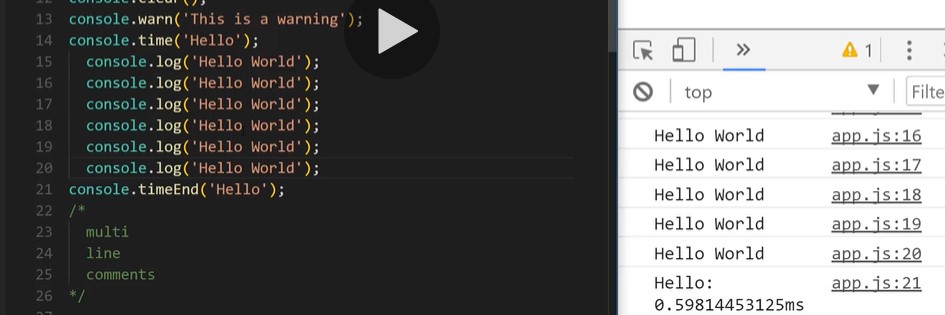 12 console.clear();
13 console.warn('This is a warning');
14 console.time('Hello');
15 console.log('Hello World');
16 console.log('Hello World');
17 console.log('Hello World');
18 console.log('Hello World');
19 console.log('Hello World');
20 console.log('Hello World');
21 console.timeEnd('Hello');
22 /*
23 multi
24 line
25 comments
26 */
1
top
Filte
Hello World app.js:16
Hello World app.js:17
Hello World app.js:18
Hello World app.js:19
Hello World app.js:20
Hello: app.js:21
0.59814453125ms